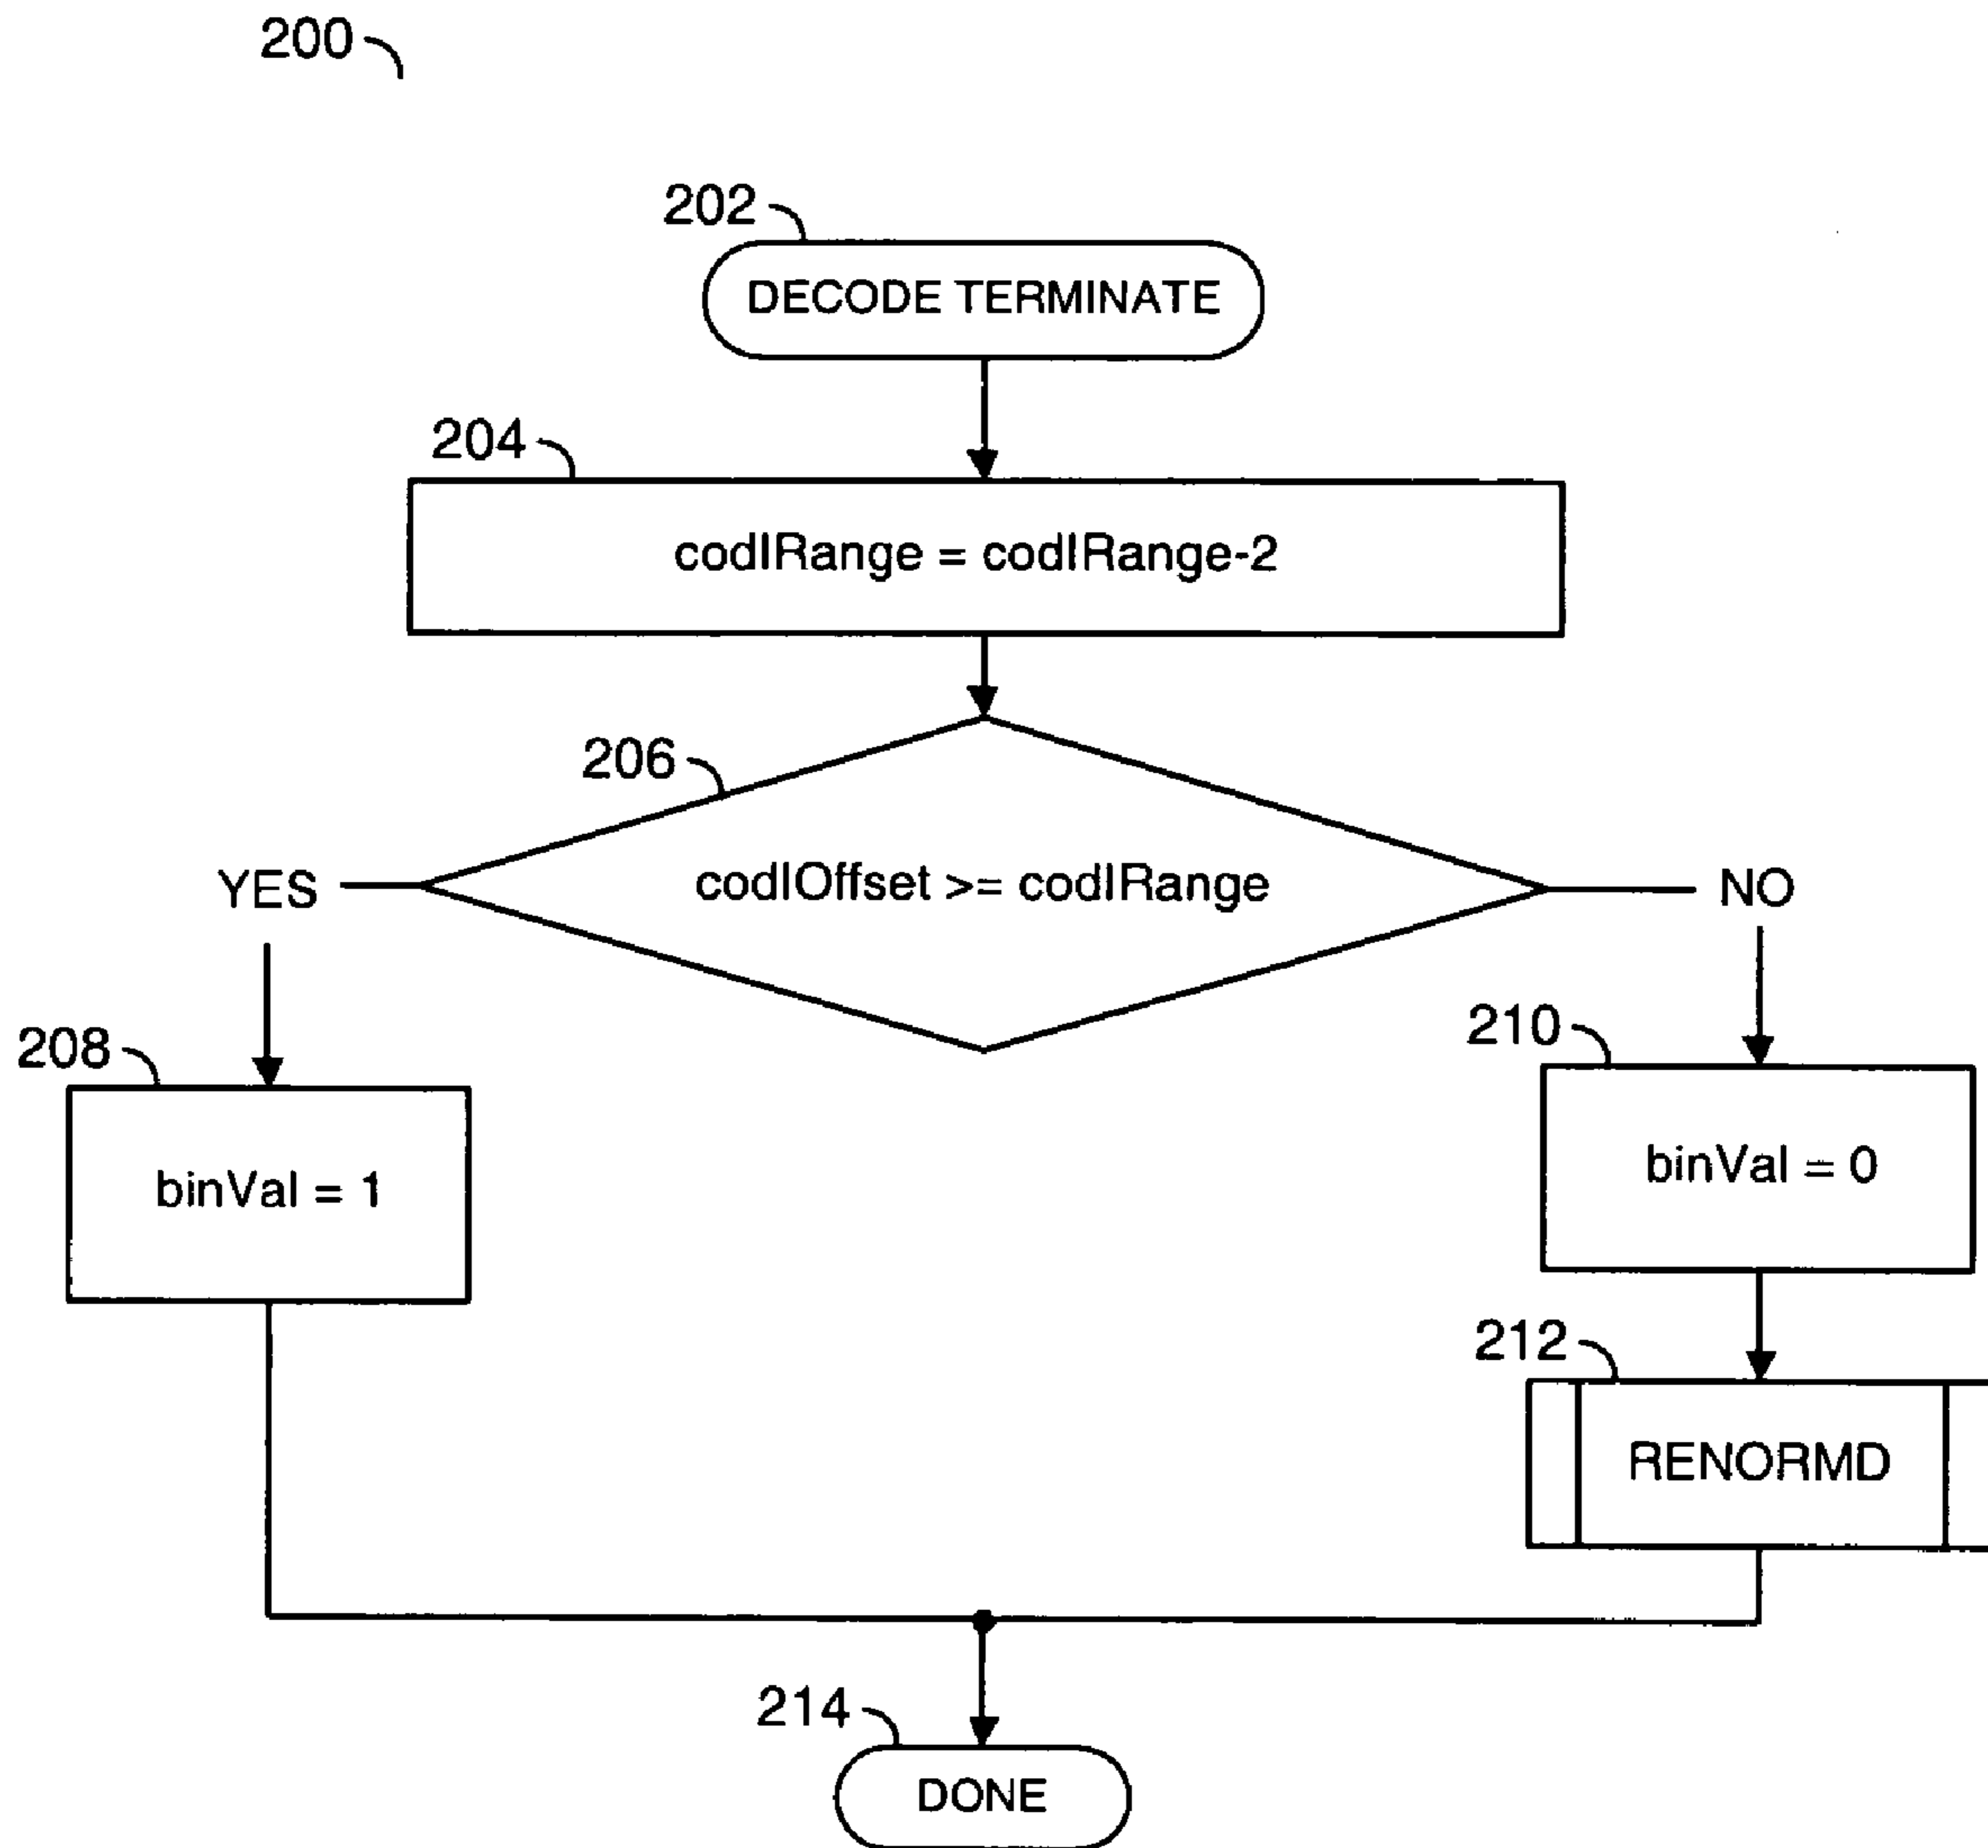 200
202
DECODE TERMINATE
204
codIRange = codIRange-2
206
codIOffset >= codIRange
YES
NO
208
binVal = 1
210
binVal = 0
212
RENORMD
214
DONE